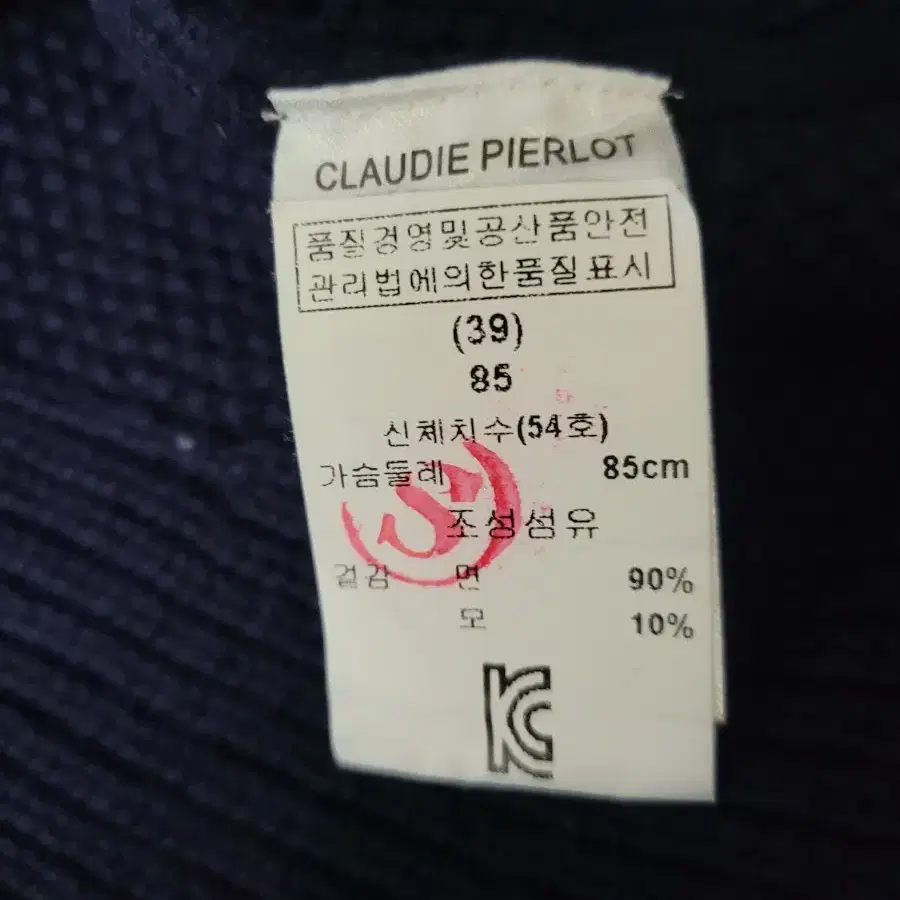 CLAUDIE PIERLOT
품질경영및공산품안전
관리법에의한품질표시
(39)
85
신체치수(54호)
가슴둘레 85cm
조성섬유
겉감 면 90%
모 10%
KC